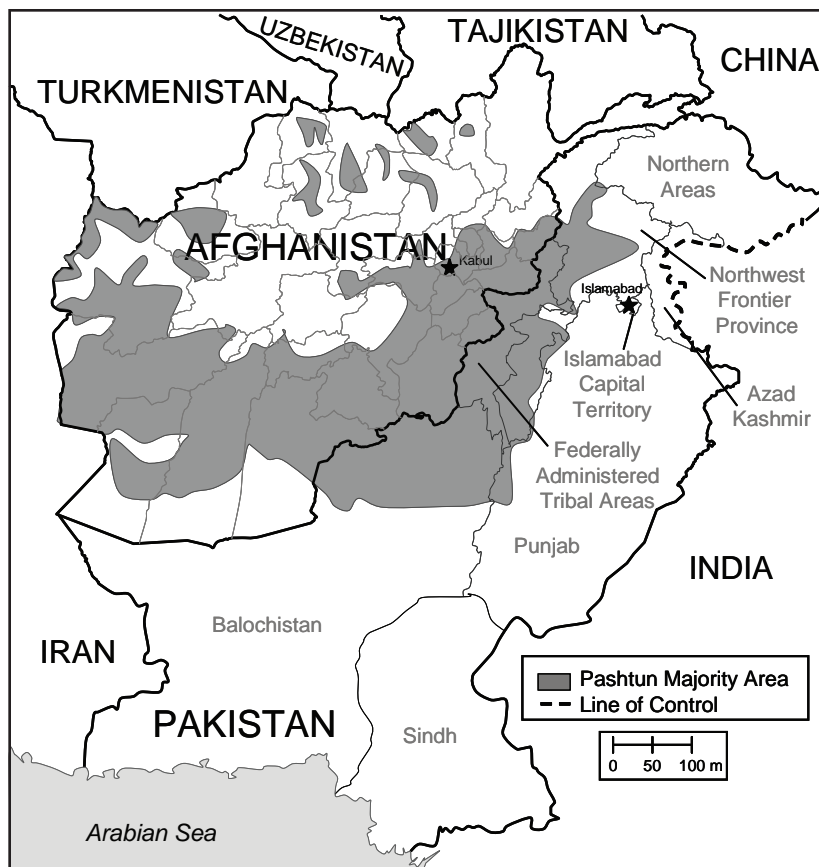 UZBEKISTAN
TAJIKISTAN
CHINA
TURKMENISTAN
Northern
Areas
AFGHANISTAN
Kabul
Northwest
Frontier
Province
Islamabad
Islamabad
Capital
Territory
Azad
Kashmir
Federally
Administered
Tribal Areas
Punjab
INDIA
Balochistan
IRAN
Pashtun Majority Area
Line of Control
PAKISTAN
Sindh
0 50 100 m
Arabian Sea